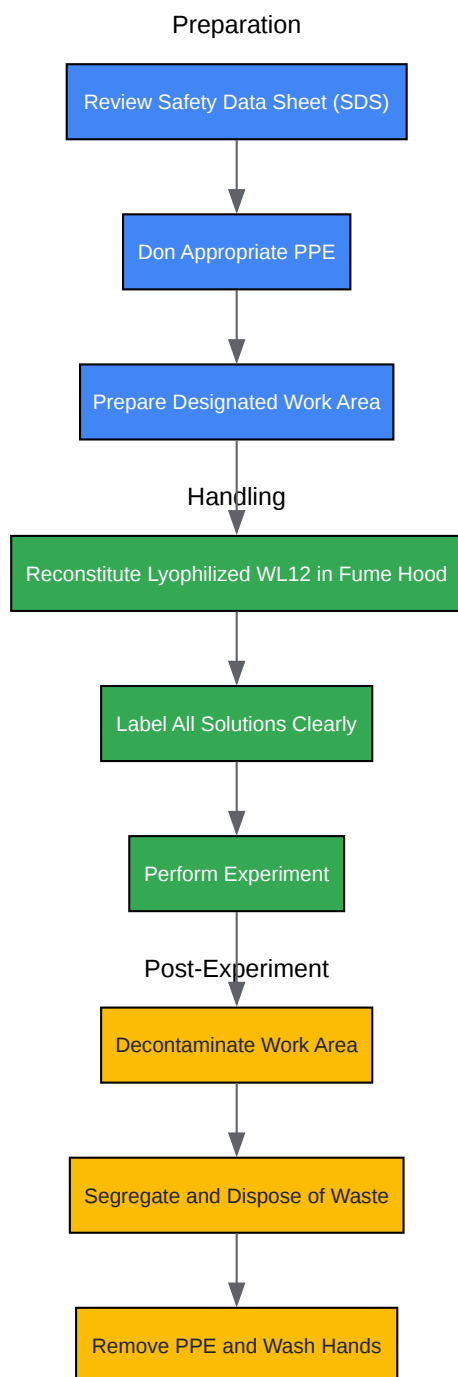 Preparation
Review Safety Data Sheet (SDS)
Don Appropriate PPE
Prepare Designated Work Area
Handling
Reconstitute Lyophilized WL12 in Fume Hood
Label All Solutions Clearly
Perform Experiment
Post-Experiment
Decontaminate Work Area
Segregate and Dispose of Waste
Remove PPE and Wash Hands